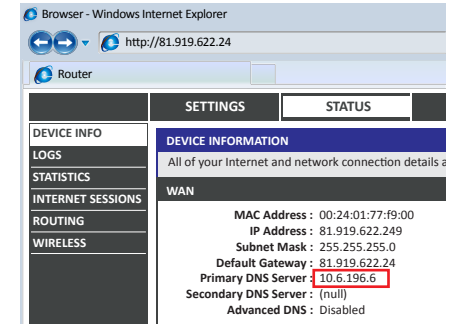 Browser - Windows Internet Explorer
http://81.919.622.24
Router
SETTINGS STATUS
DEVICE INFO
LOGS
STATISTICS
INTERNET SESSIONS
ROUTING
WIRELESS
DEVICE INFORMATION
All of your Internet and network connection details a
WAN
MAC Address : 00:24:01:77:f9:00
IP Address : 81.919.622.249
Subnet Mask : 255.255.255.0
Default Gateway : 81.919.622.24
Primary DNS Server : 10.6.196.6
Secondary DNS Server : (null)
Advanced DNS : Disabled